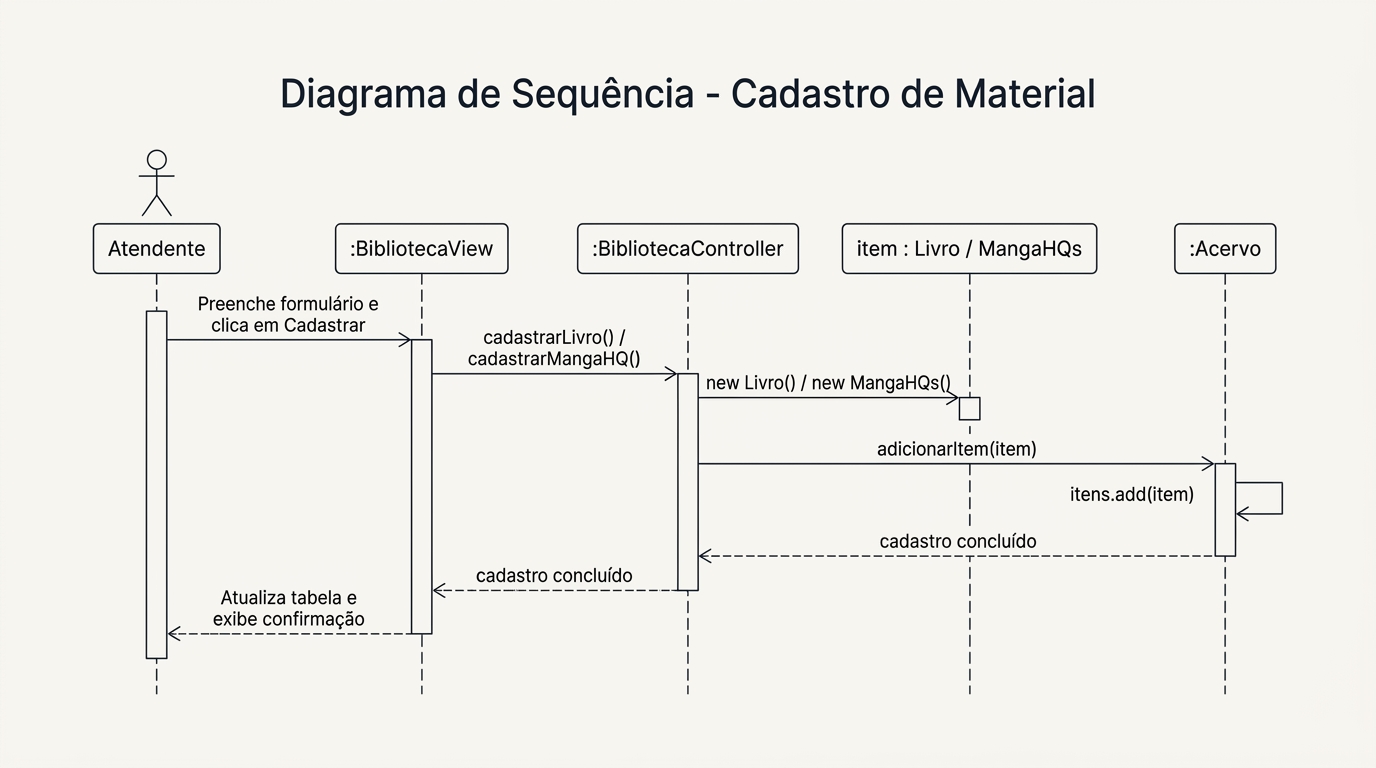 Diagrama de Sequência - Cadastro de Material
Atendente
:BibliotecaView
:BibliotecaController
item : Livro / MangaHQs
:Acervo
Preenche formulário e
clica em Cadastrar
cadastrarLivro() /
cadastrarMangaHQ()
new Livro() / new MangaHQs()
adicionarItem(item)
itens.add(item)
cadastro concluído
cadastro concluído
Atualiza tabela e
exibe confirmação